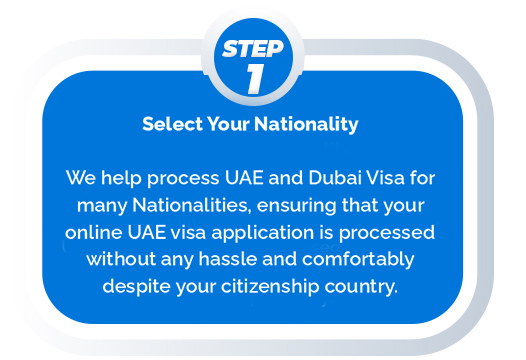 STEP
1
Select Your Nationality
We help process UAE and Dubai Visa for
many Nationalities, ensuring that your
online UAE visa application is processed
without any hassle and comfortably
despite your citizenship country.